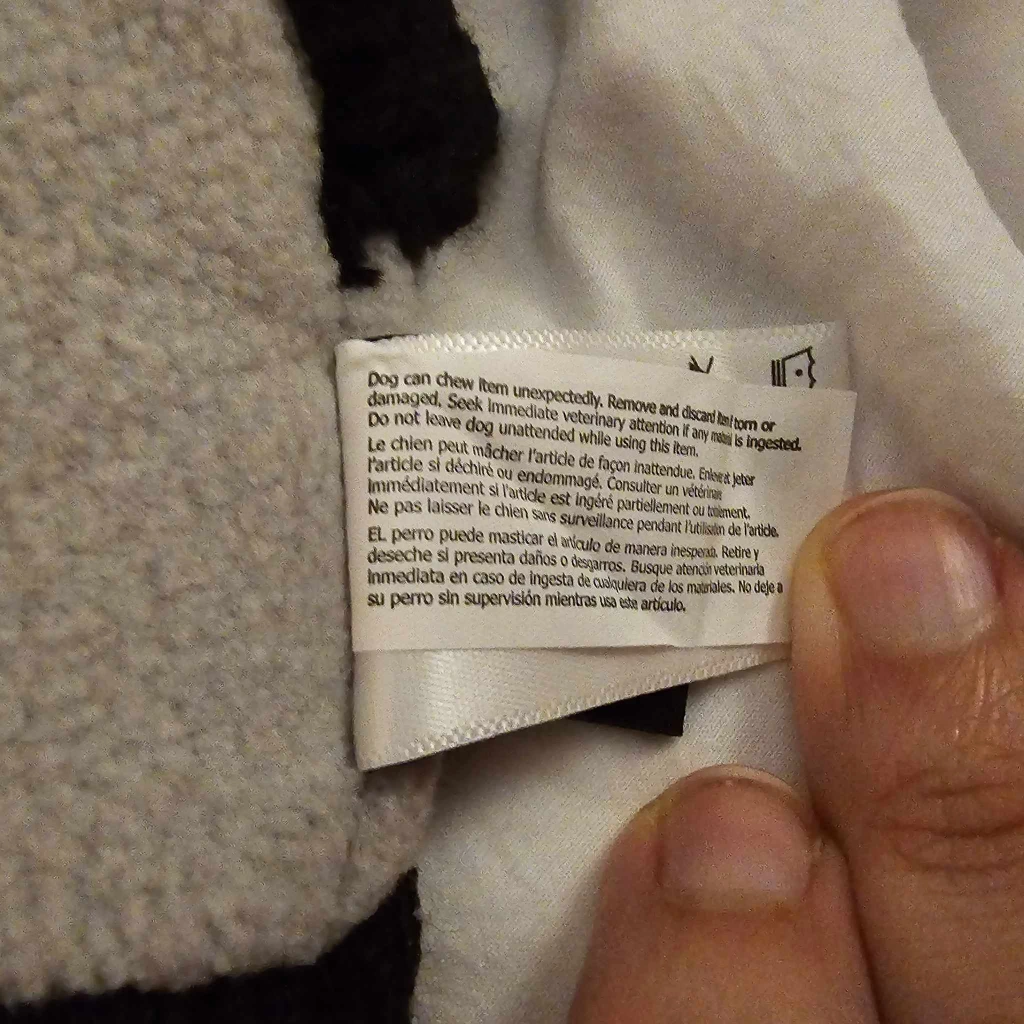 Dog can chew item unexpectedly. Remove and discard item if torn or
damaged. Seek immediate veterinary attention if any material is ingested.
Do not leave dog unattended while using this item.
Le chien peut mâcher l'article de façon inattendue. Enlever et jeter
l'article si déchiré ou endommagé. Consulter un vétérinaire
immédiatement si l'article est ingéré partiellement ou totalement.
Ne pas laisser le chien sans surveillance pendant l'utilisation de l'article.
EL perro puede masticar el artículo de manera inesperada. Retire y
deseche si presenta daños o desgarros. Busque atención veterinaria
inmediata en caso de ingesta de cualquiera de los materiales. No deje a
su perro sin supervisión mientras usa este artículo.